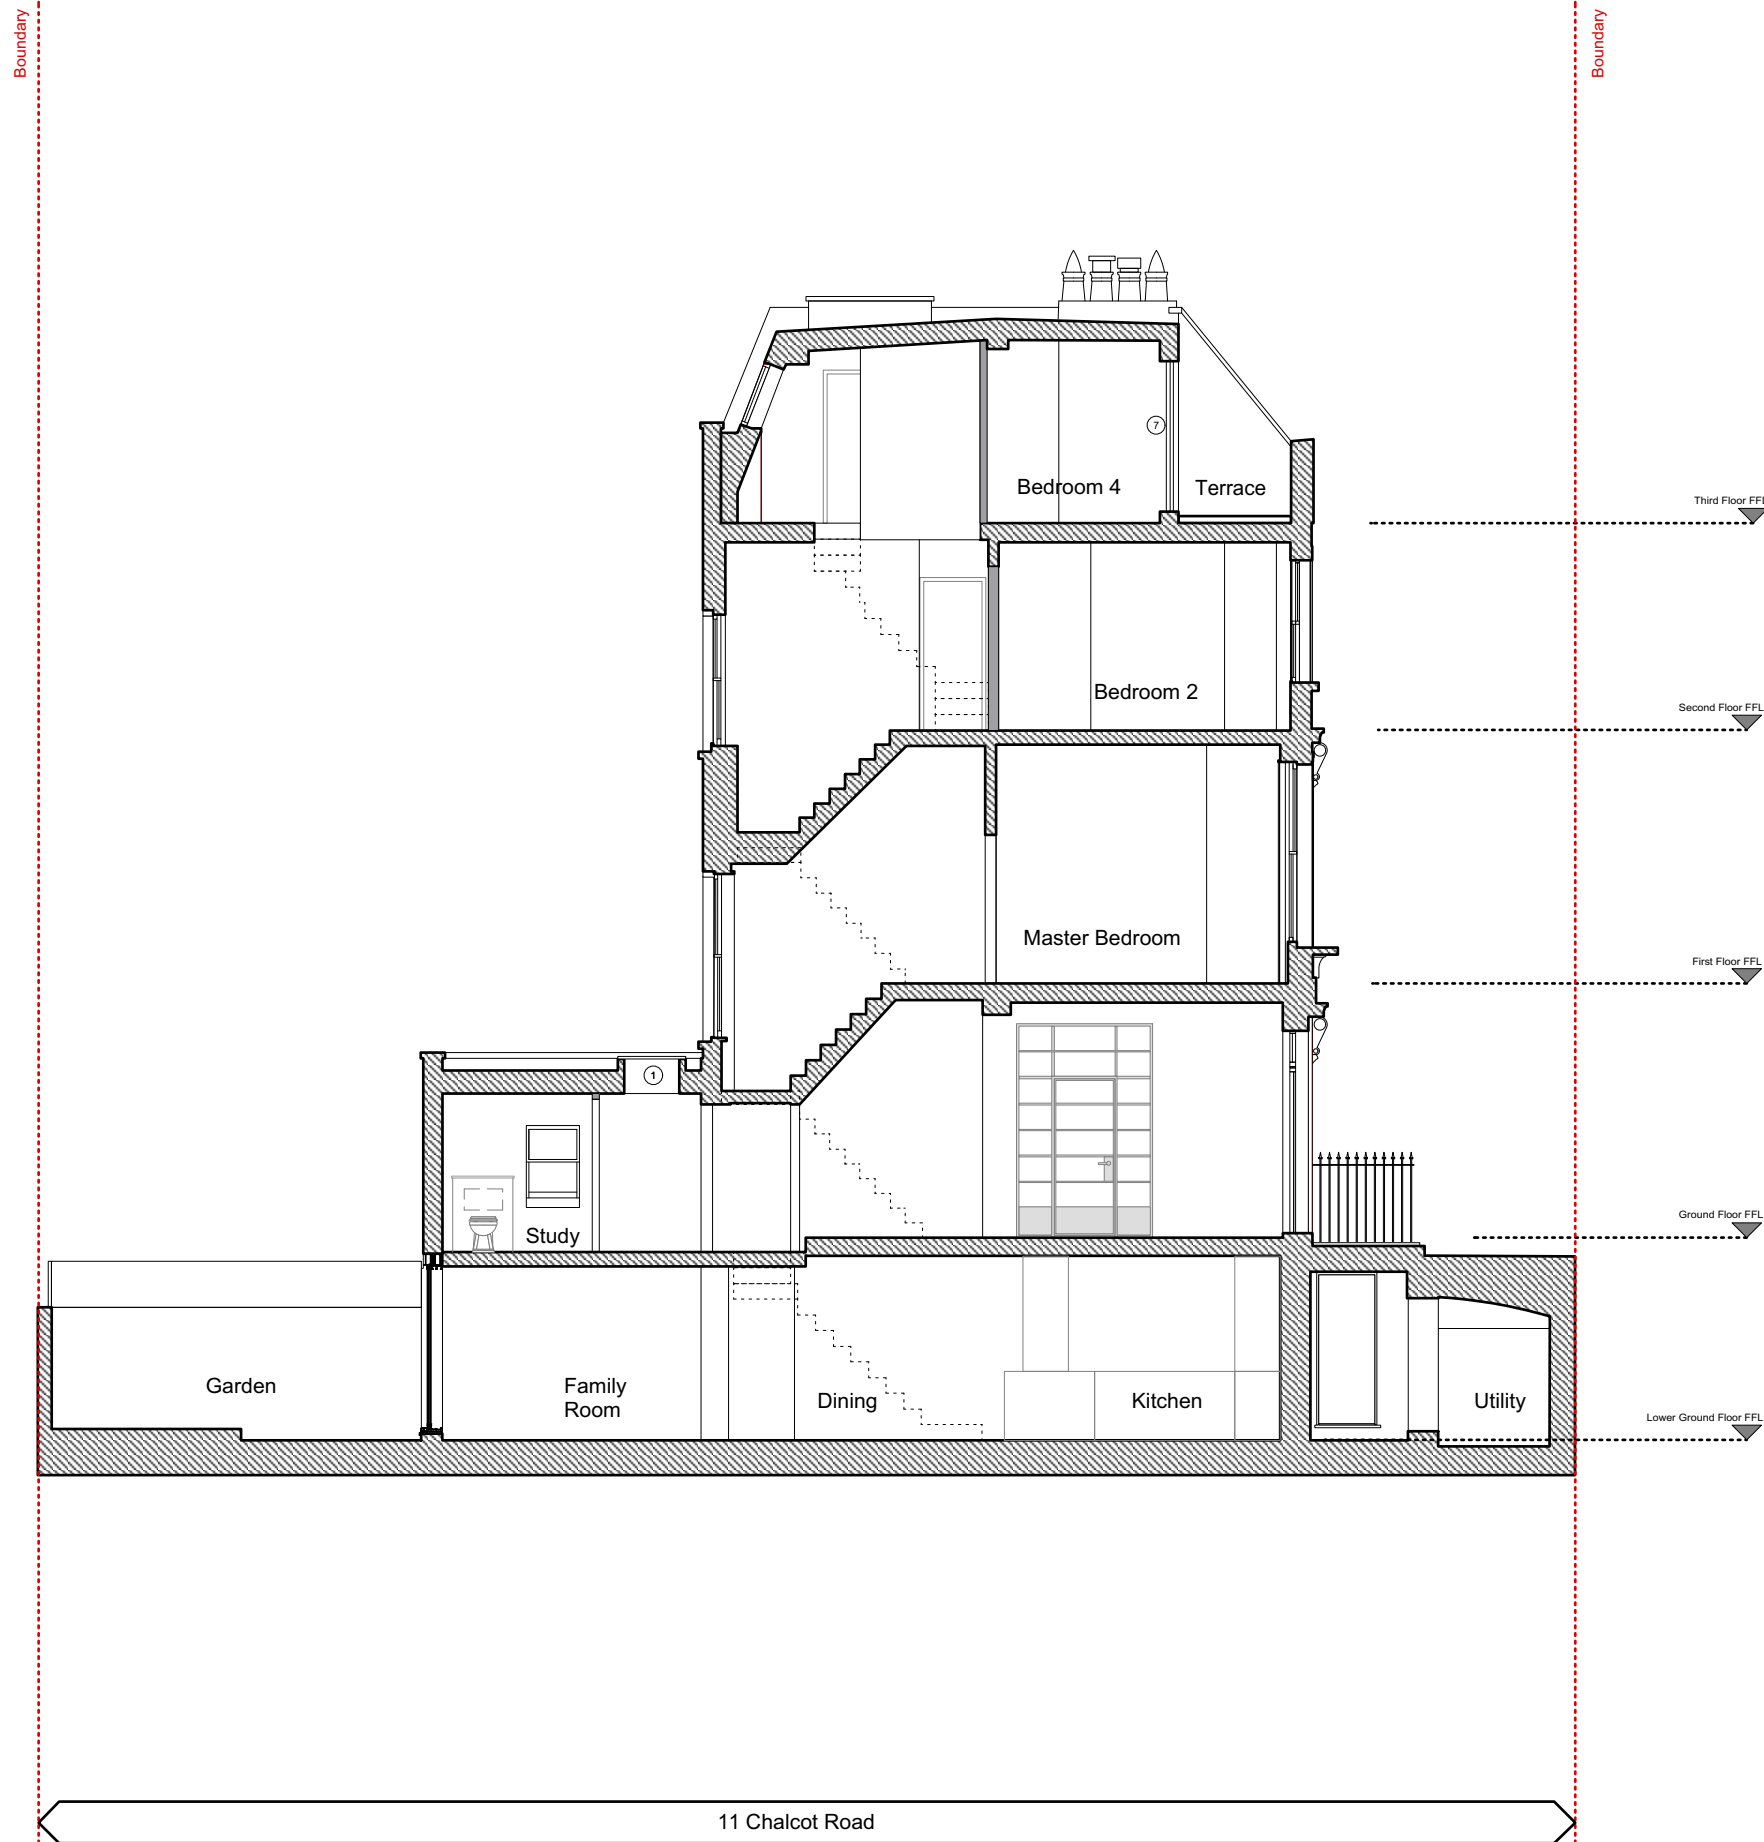 Boundary
Boundary
7
Bedroom 4
Terrace
Third Floor FFL
Bedroom 2
Second Floor FFL
Master Bedroom
First Floor FFL
1
Study
Ground Floor FFL
Garden
Family
Room
Dining
Kitchen
Utility
Lower Ground Floor FFL
11 Chalcot Road